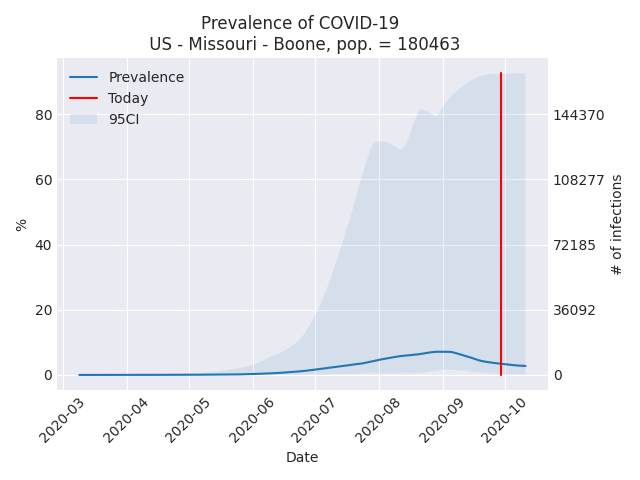 Prevalence of COVID-19
US - Missouri - Boone, pop. = 180463
Prevalence
Today
95CI
%
80
60
40
20
0
144370
108277
72185
36092
0
# of infections
2020-03
2020-04
2020-05
2020-06
2020-07
2020-08
2020-09
2020-10
Date